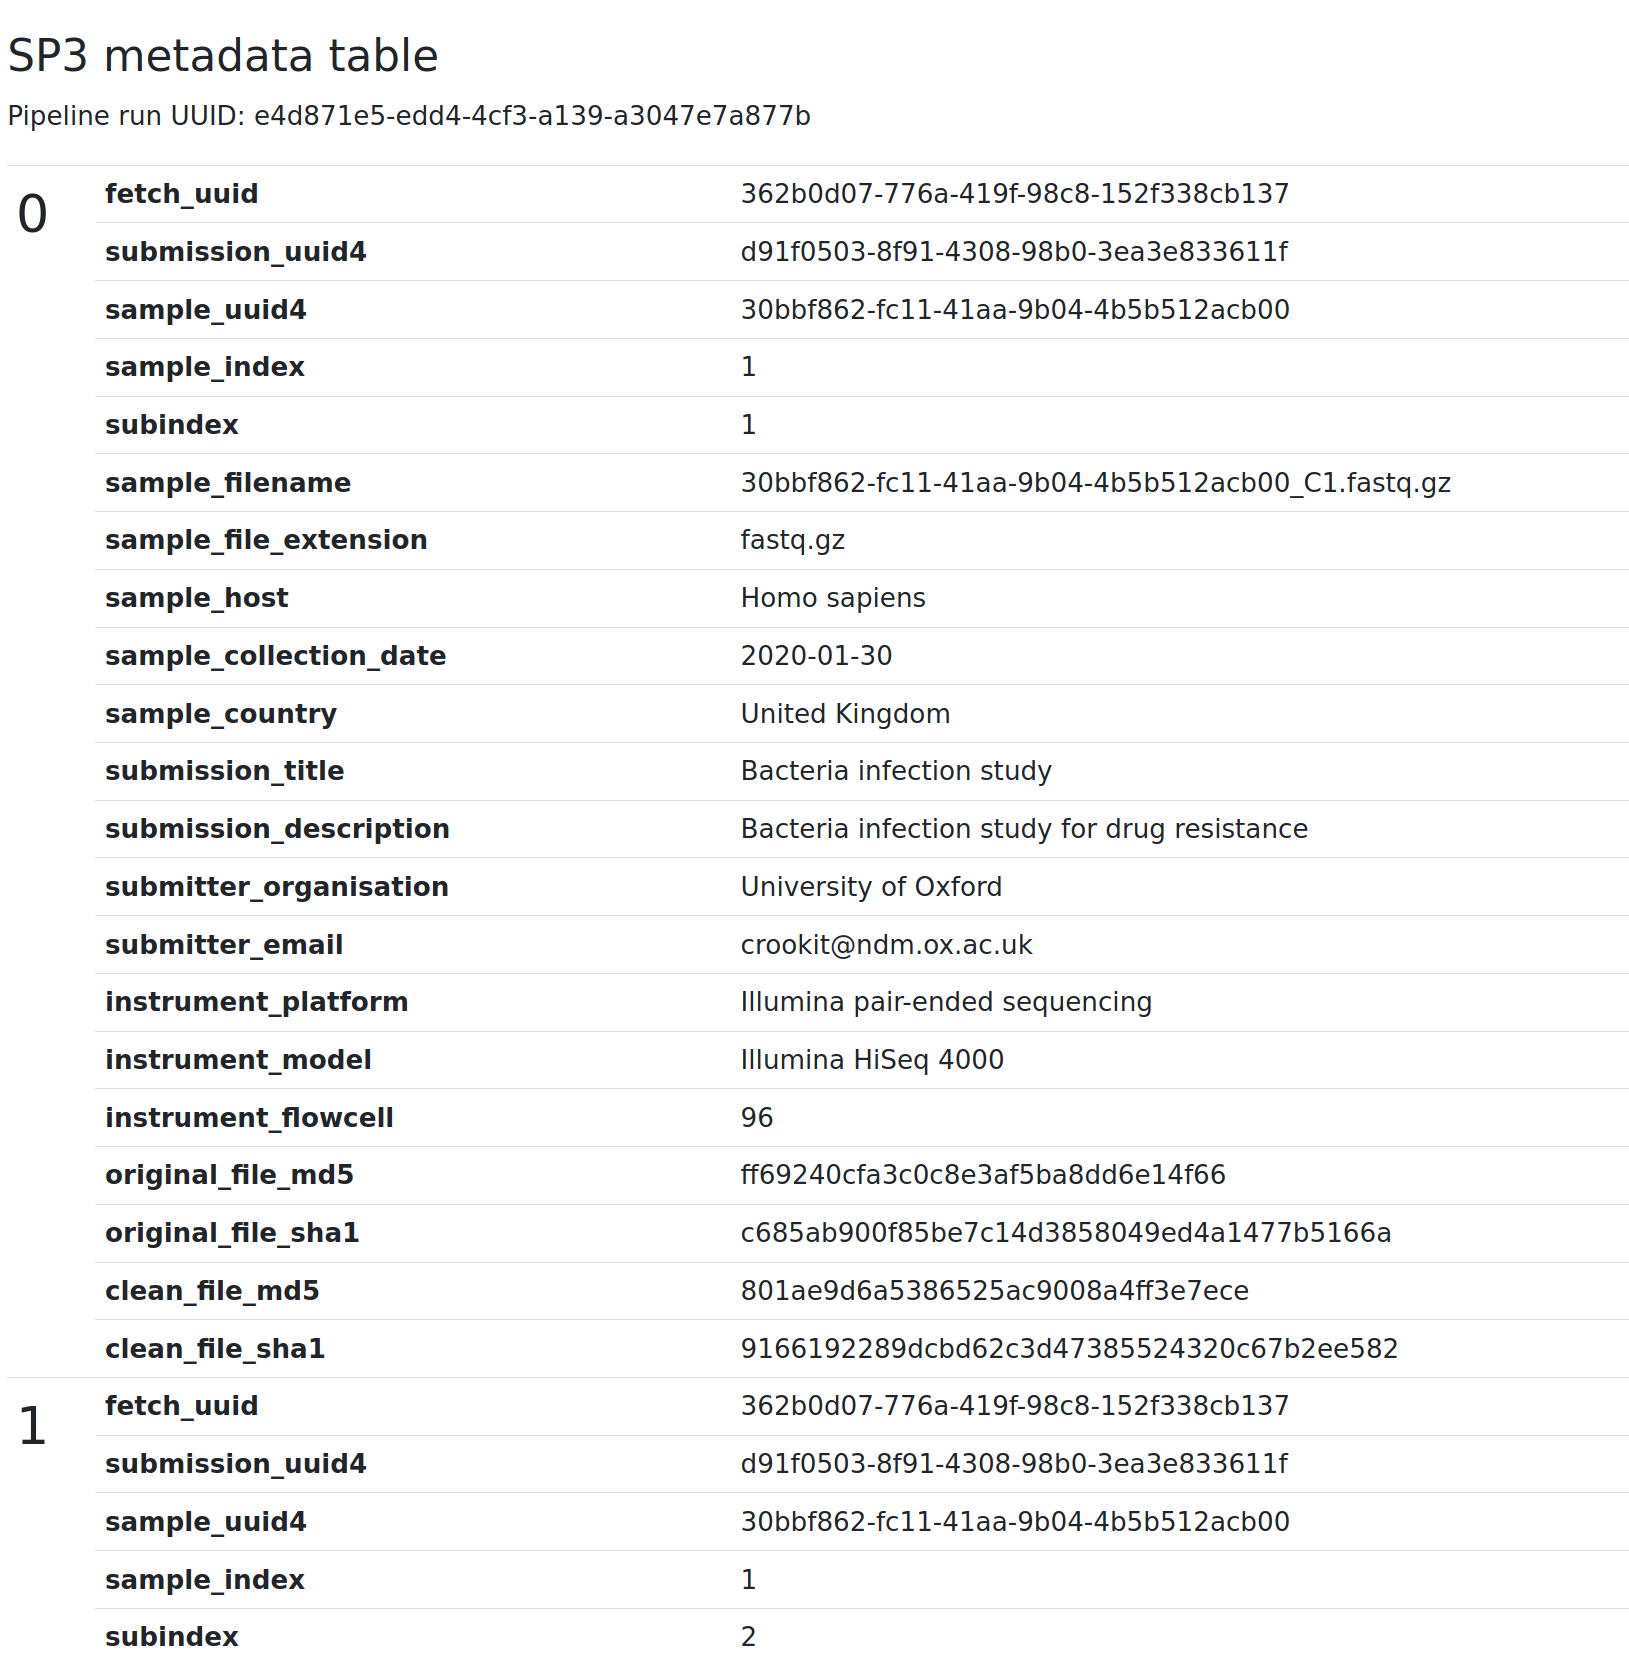 SP3 metadata table
Pipeline run UUID: e4d871e5-edd4-4cf3-a139-a3047e7a877b
0 fetch_uuid 362b0d07-776a-419f-98c8-152f338cb137
submission_uuid4 d91f0503-8f91-4308-98b0-3ea3e833611f
sample_uuid4 30bbf862-fc11-41aa-9b04-4b5b512acb00
sample_index 1
subindex 1
sample_filename 30bbf862-fc11-41aa-9b04-4b5b512acb00_C1.fastq.gz
sample_file_extension fastq.gz
sample_host Homo sapiens
sample_collection_date 2020-01-30
sample_country United Kingdom
submission_title Bacteria infection study
submission_description Bacteria infection study for drug resistance
submitter_organisation University of Oxford
submitter_email crookit@ndm.ox.ac.uk
instrument_platform Illumina pair-ended sequencing
instrument_model Illumina HiSeq 4000
instrument_flowcell 96
original_file_md5 ff69240cfa3c0c8e3af5ba8dd6e14f66
original_file_sha1 c685ab900f85be7c14d3858049ed4a1477b5166a
clean_file_md5 801ae9d6a5386525ac9008a4ff3e7ece
clean_file_sha1 9166192289dcbd62c3d47385524320c67b2ee582
1 fetch_uuid 362b0d07-776a-419f-98c8-152f338cb137
submission_uuid4 d91f0503-8f91-4308-98b0-3ea3e833611f
sample_uuid4 30bbf862-fc11-41aa-9b04-4b5b512acb00
sample_index 1
subindex 2